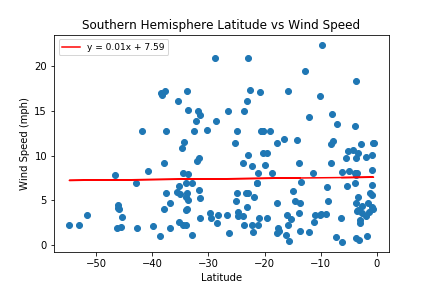 Southern Hemisphere Latitude vs Wind Speed
y = 0.01x + 7.59
Wind Speed (mph)
20
15
10
5
0
−50 −40 −30 −20 −10 0
Latitude